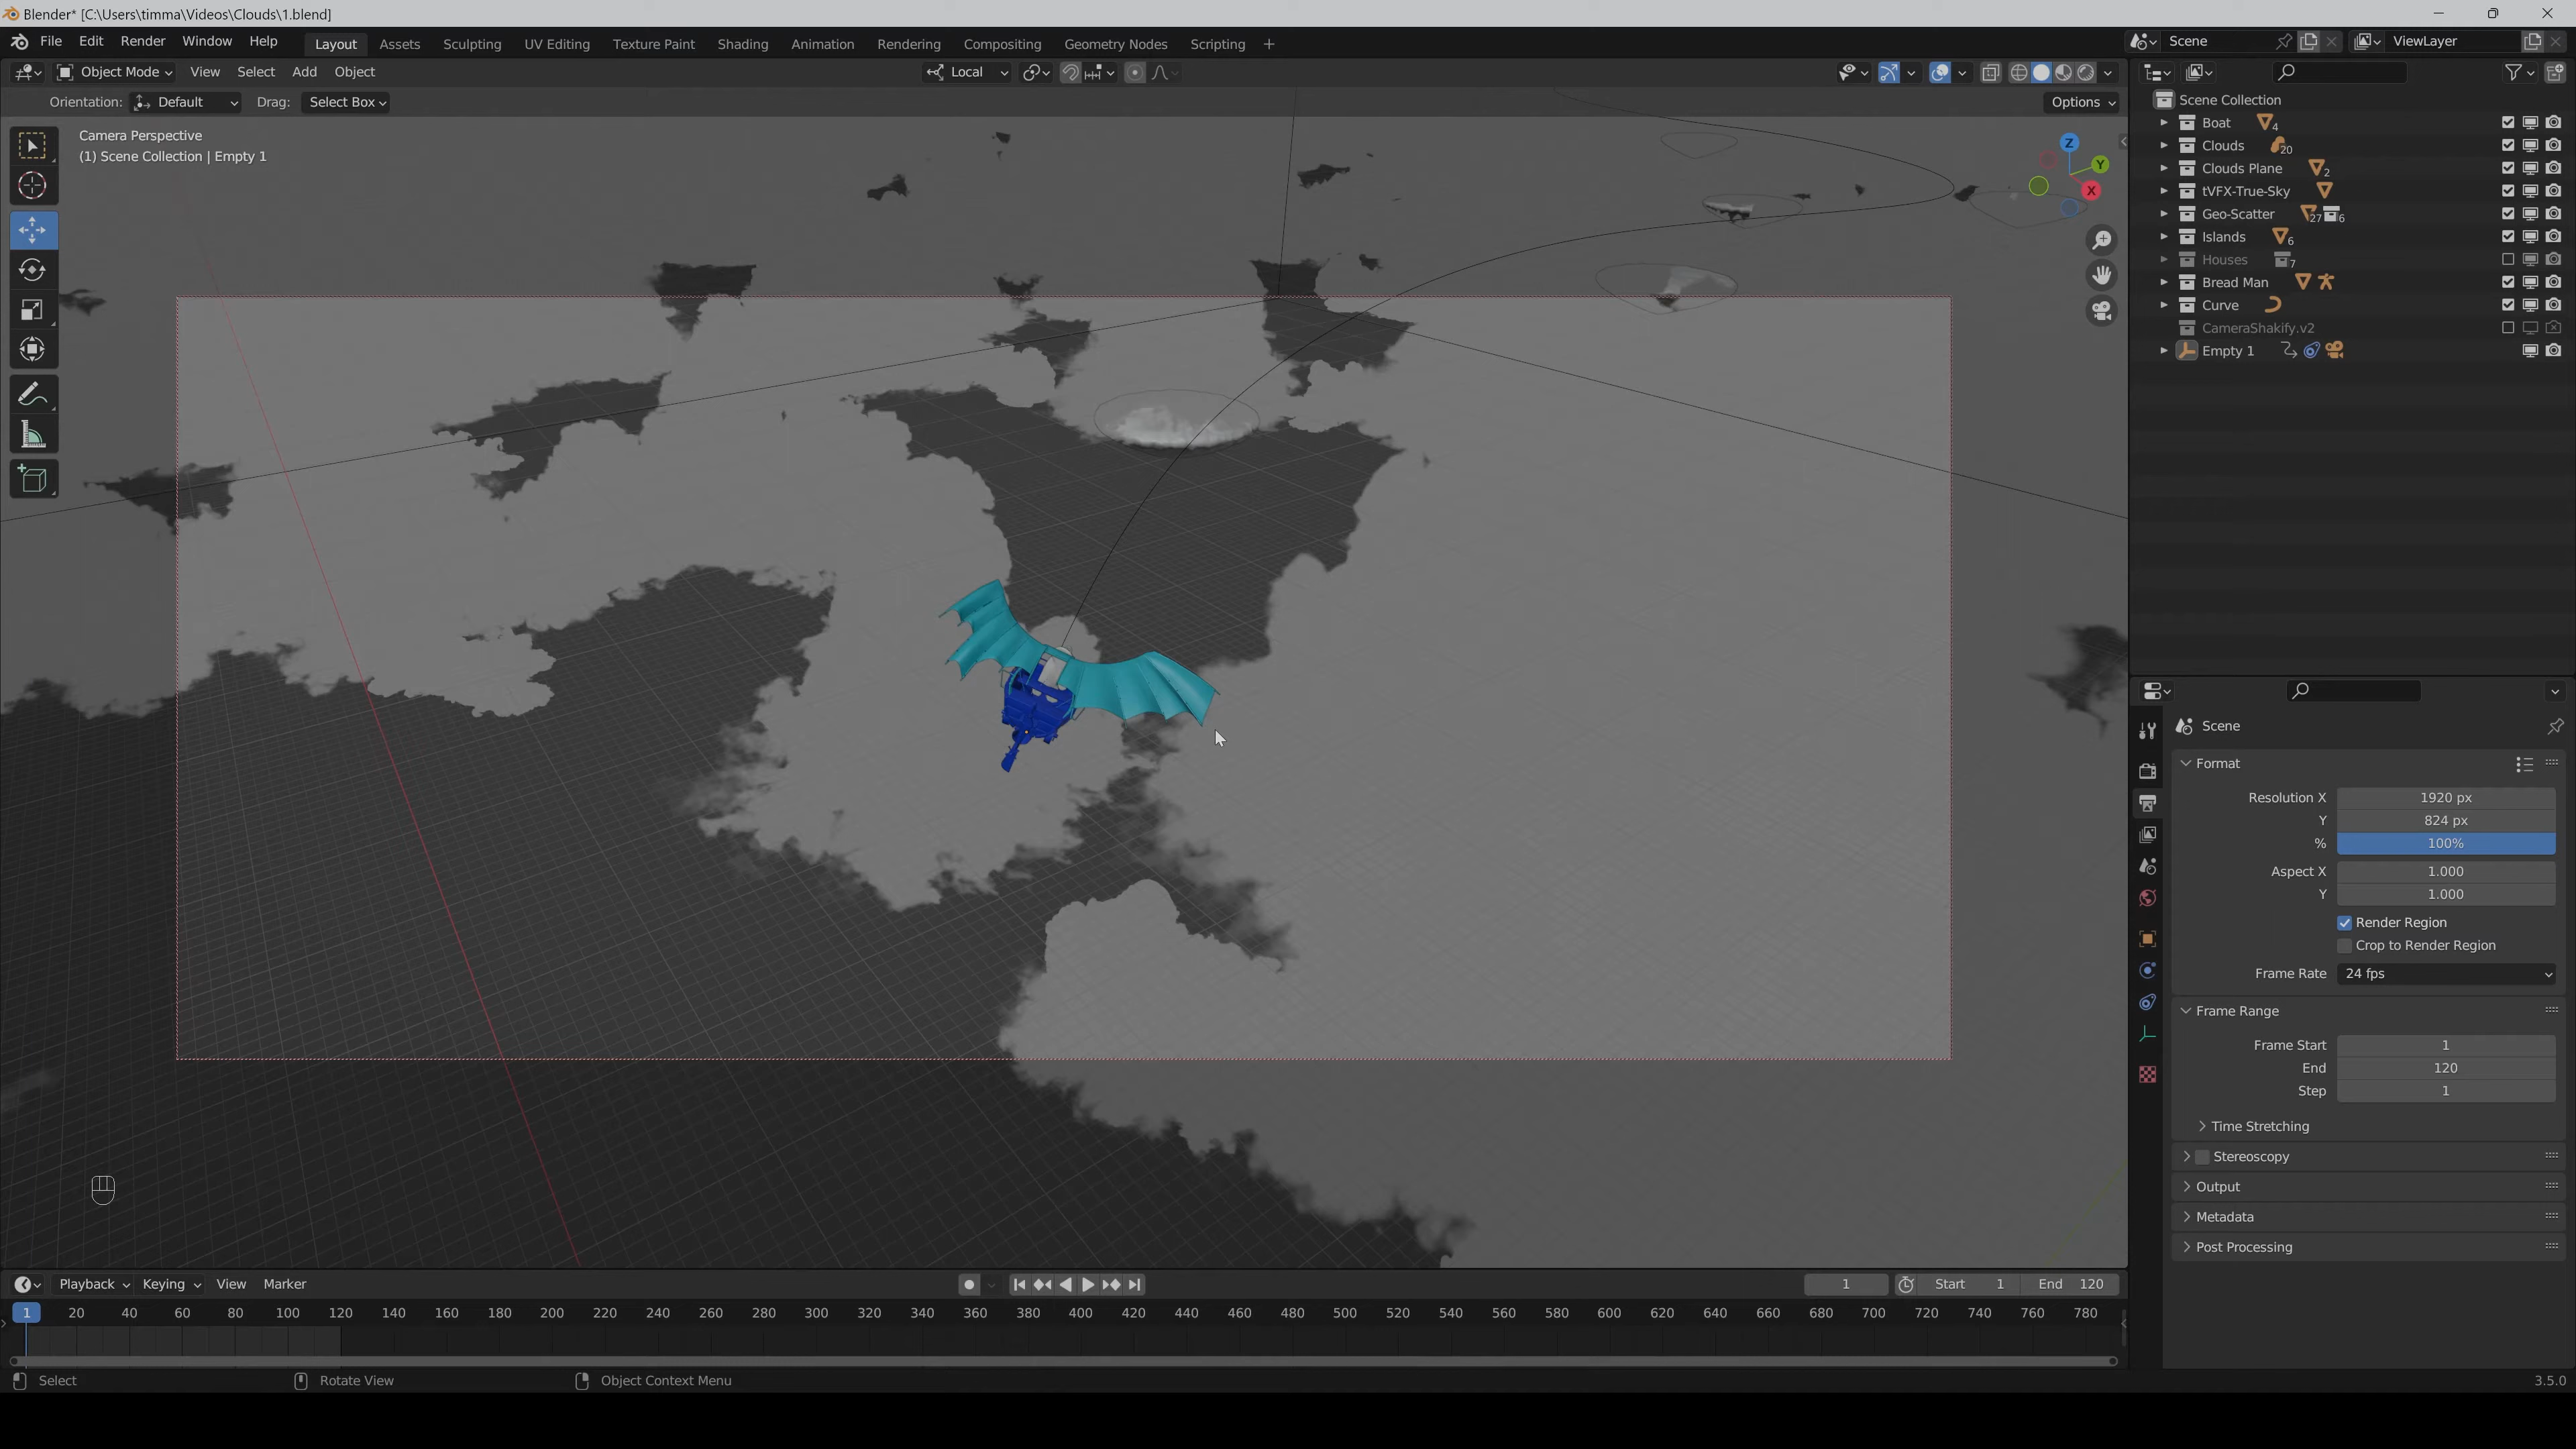 Blender* [C:\Users\timma\Videos\Clouds\1.blend]
File Edit Render Window Help Layout Assets Sculpting UV Editing Texture Paint Shading Animation Rendering Compositing Geometry Nodes Scripting + Scene ViewLayer
Object Mode View Select Add Object Local
Orientation: Default Drag: Select Box Options
Camera Perspective
(1) Scene Collection | Empty 1
Z
Y
X
Scene Collection
Boat 4
Clouds 20
Clouds Plane 2
tVFX-True-Sky
Geo-Scatter 27 6
Islands 6
Houses 7
Bread Man
Curve
CameraShakify.v2
Empty 1
Scene
Format
Resolution X 1920 px
Y 824 px
% 100%
Aspect X 1.000
Y 1.000
Render Region
Crop to Render Region
Frame Rate 24 fps
Frame Range
Frame Start 1
End 120
Step 1
Time Stretching
Stereoscopy
Output
Metadata
Post Processing
Playback Keying View Marker 1 Start 1 End 120
1 20 40 60 80 100 120 140 160 180 200 220 240 260 280 300 320 340 360 380 400 420 440 460 480 500 520 540 560 580 600 620 640 660 680 700 720 740 760 780
Select Rotate View Object Context Menu 3.5.0